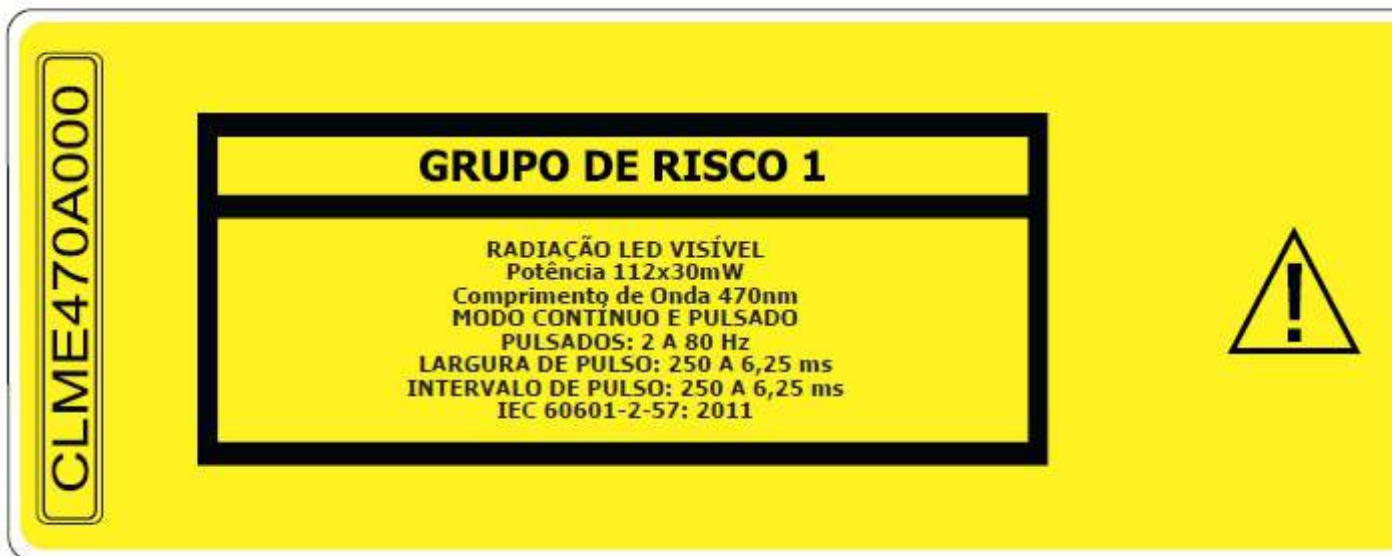 CLME470A000
GRUPO DE RISCO 1
RADIAÇÃO LED VISÍVEL
Potência 112x30mW
Comprimento de Onda 470nm
MODO CONTÍNUO E PULSADO
PULSADOS: 2 A 80 Hz
LARGURA DE PULSO: 250 A 6,25 ms
INTERVALO DE PULSO: 250 A 6,25 ms
IEC 60601-2-57: 2011